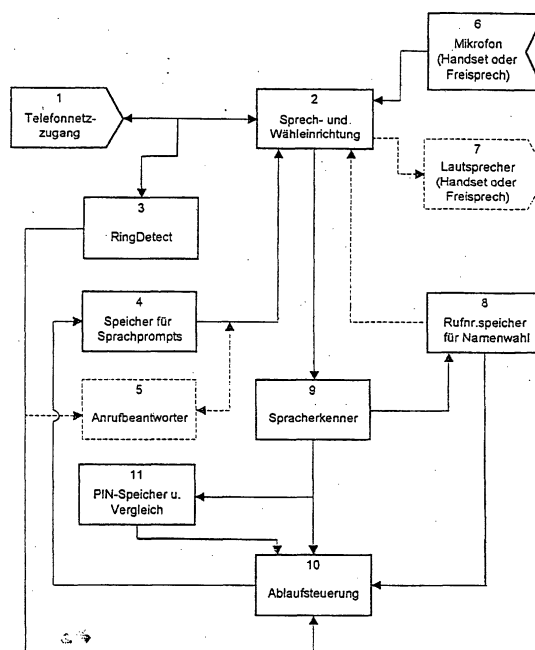 6
Mikrofon
(Handset oder
Freisprech)
1
Telefonnetz-
zugang
2
Sprech- und
Wähleinrichtung
7
Lautsprecher
(Handset oder
Freisprech)
3
RingDetect
4
Speicher für
Sprachprompts
8
Rufnr.speicher
für Namenwahl
5
Anrufbeantworter
9
Spracherkenner
11
PIN-Speicher u.
Vergleich
10
Ablaufsteuerung